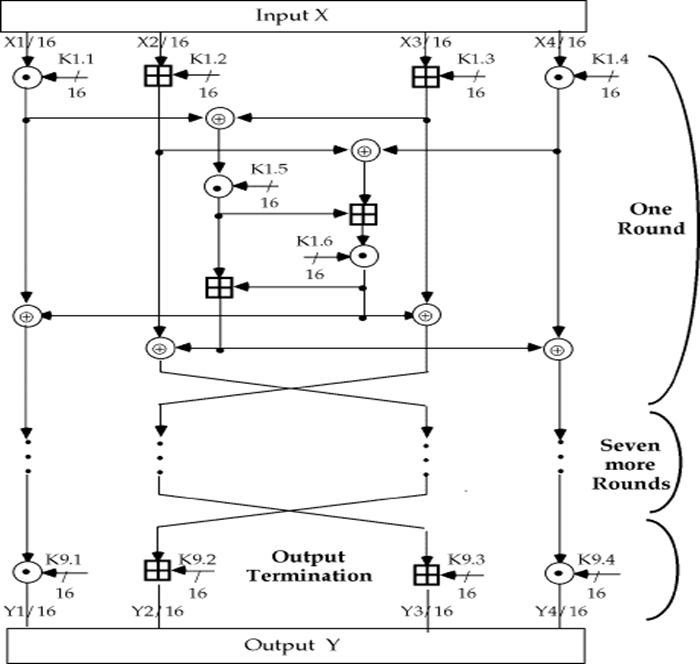 Input X
X1/ 16 X2/ 16 X3/ 16 X4/ 16
K1.1 K1.2 K1.3 K1.4
16 16 16 16
K1.5
16
One
Round
K1.6
16
Seven
more
Rounds
Output
Termination
K9.1 K9.2 K9.3 K9.4
16 16 16 16
Y1/ 16 Y2/ 16 Y3/ 16 Y4/ 16
Output Y